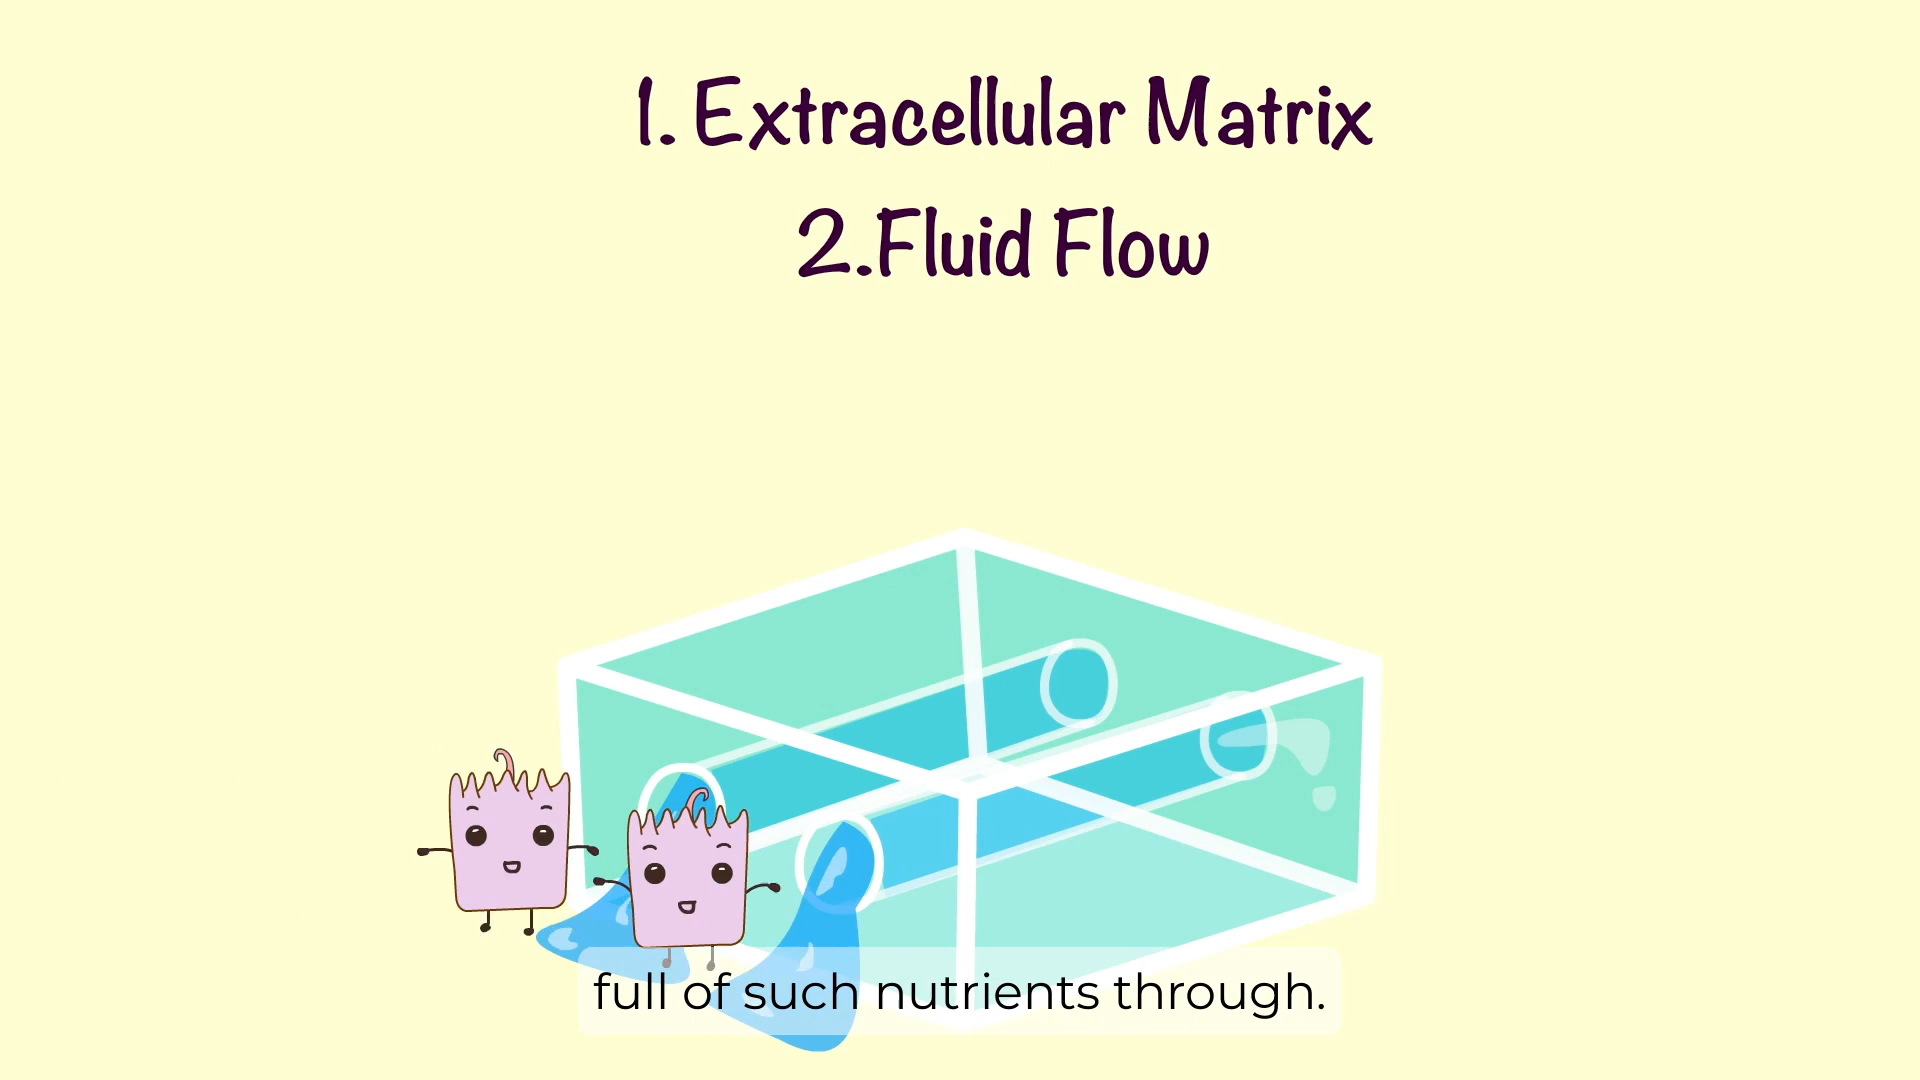 1. Extracellular Matrix
2.Fluid Flow
full of such nutrients through.